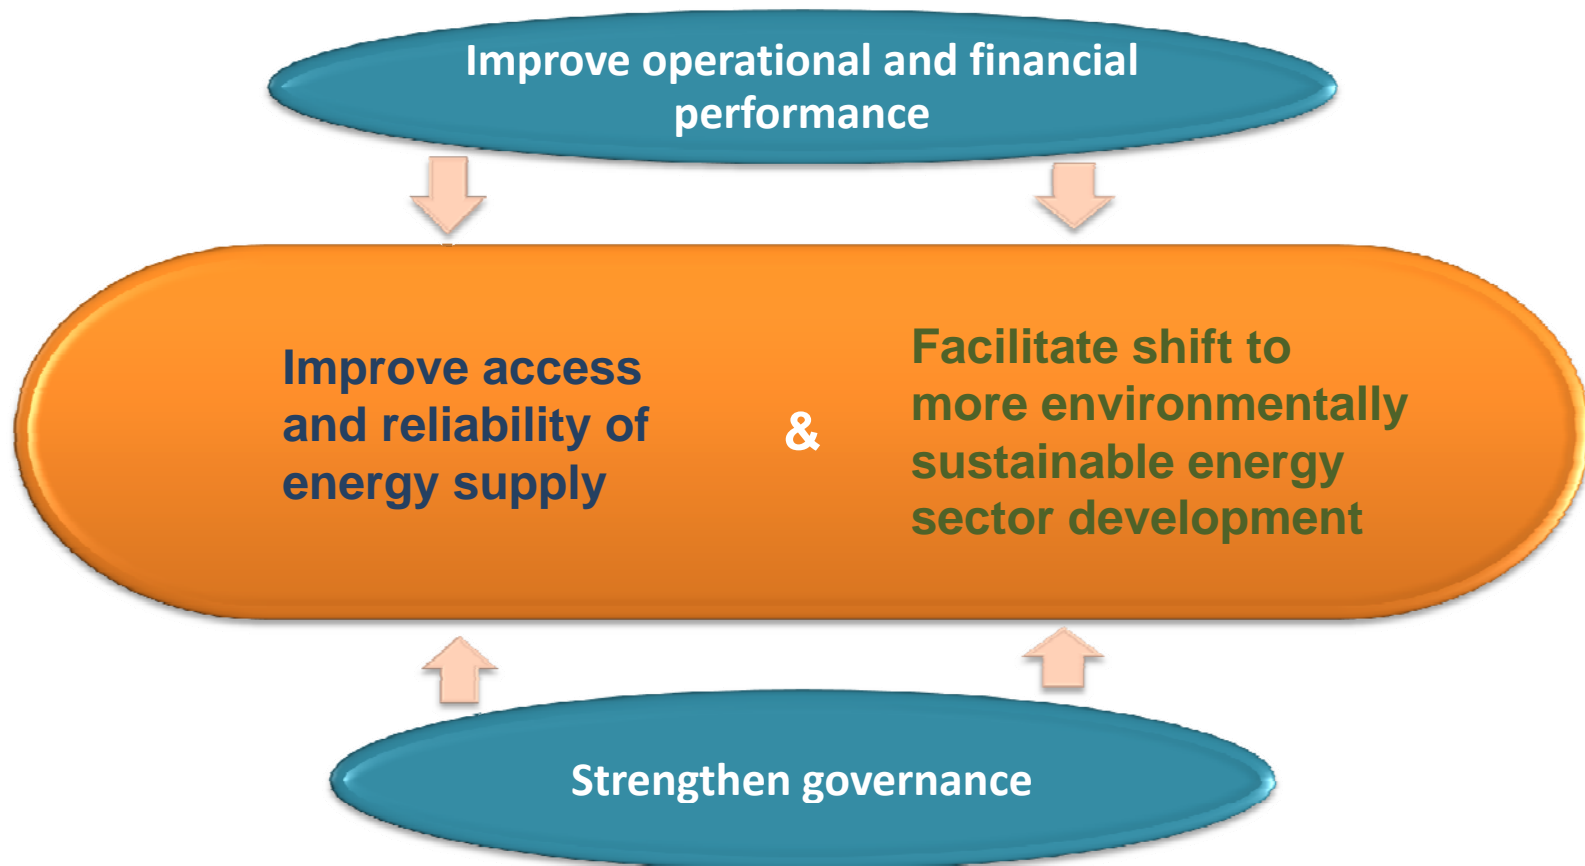 Improve operational and financial
performance
Improve access
and reliability of
energy supply
&
Facilitate shift to
more environmentally
sustainable energy
sector development
Strengthen governance